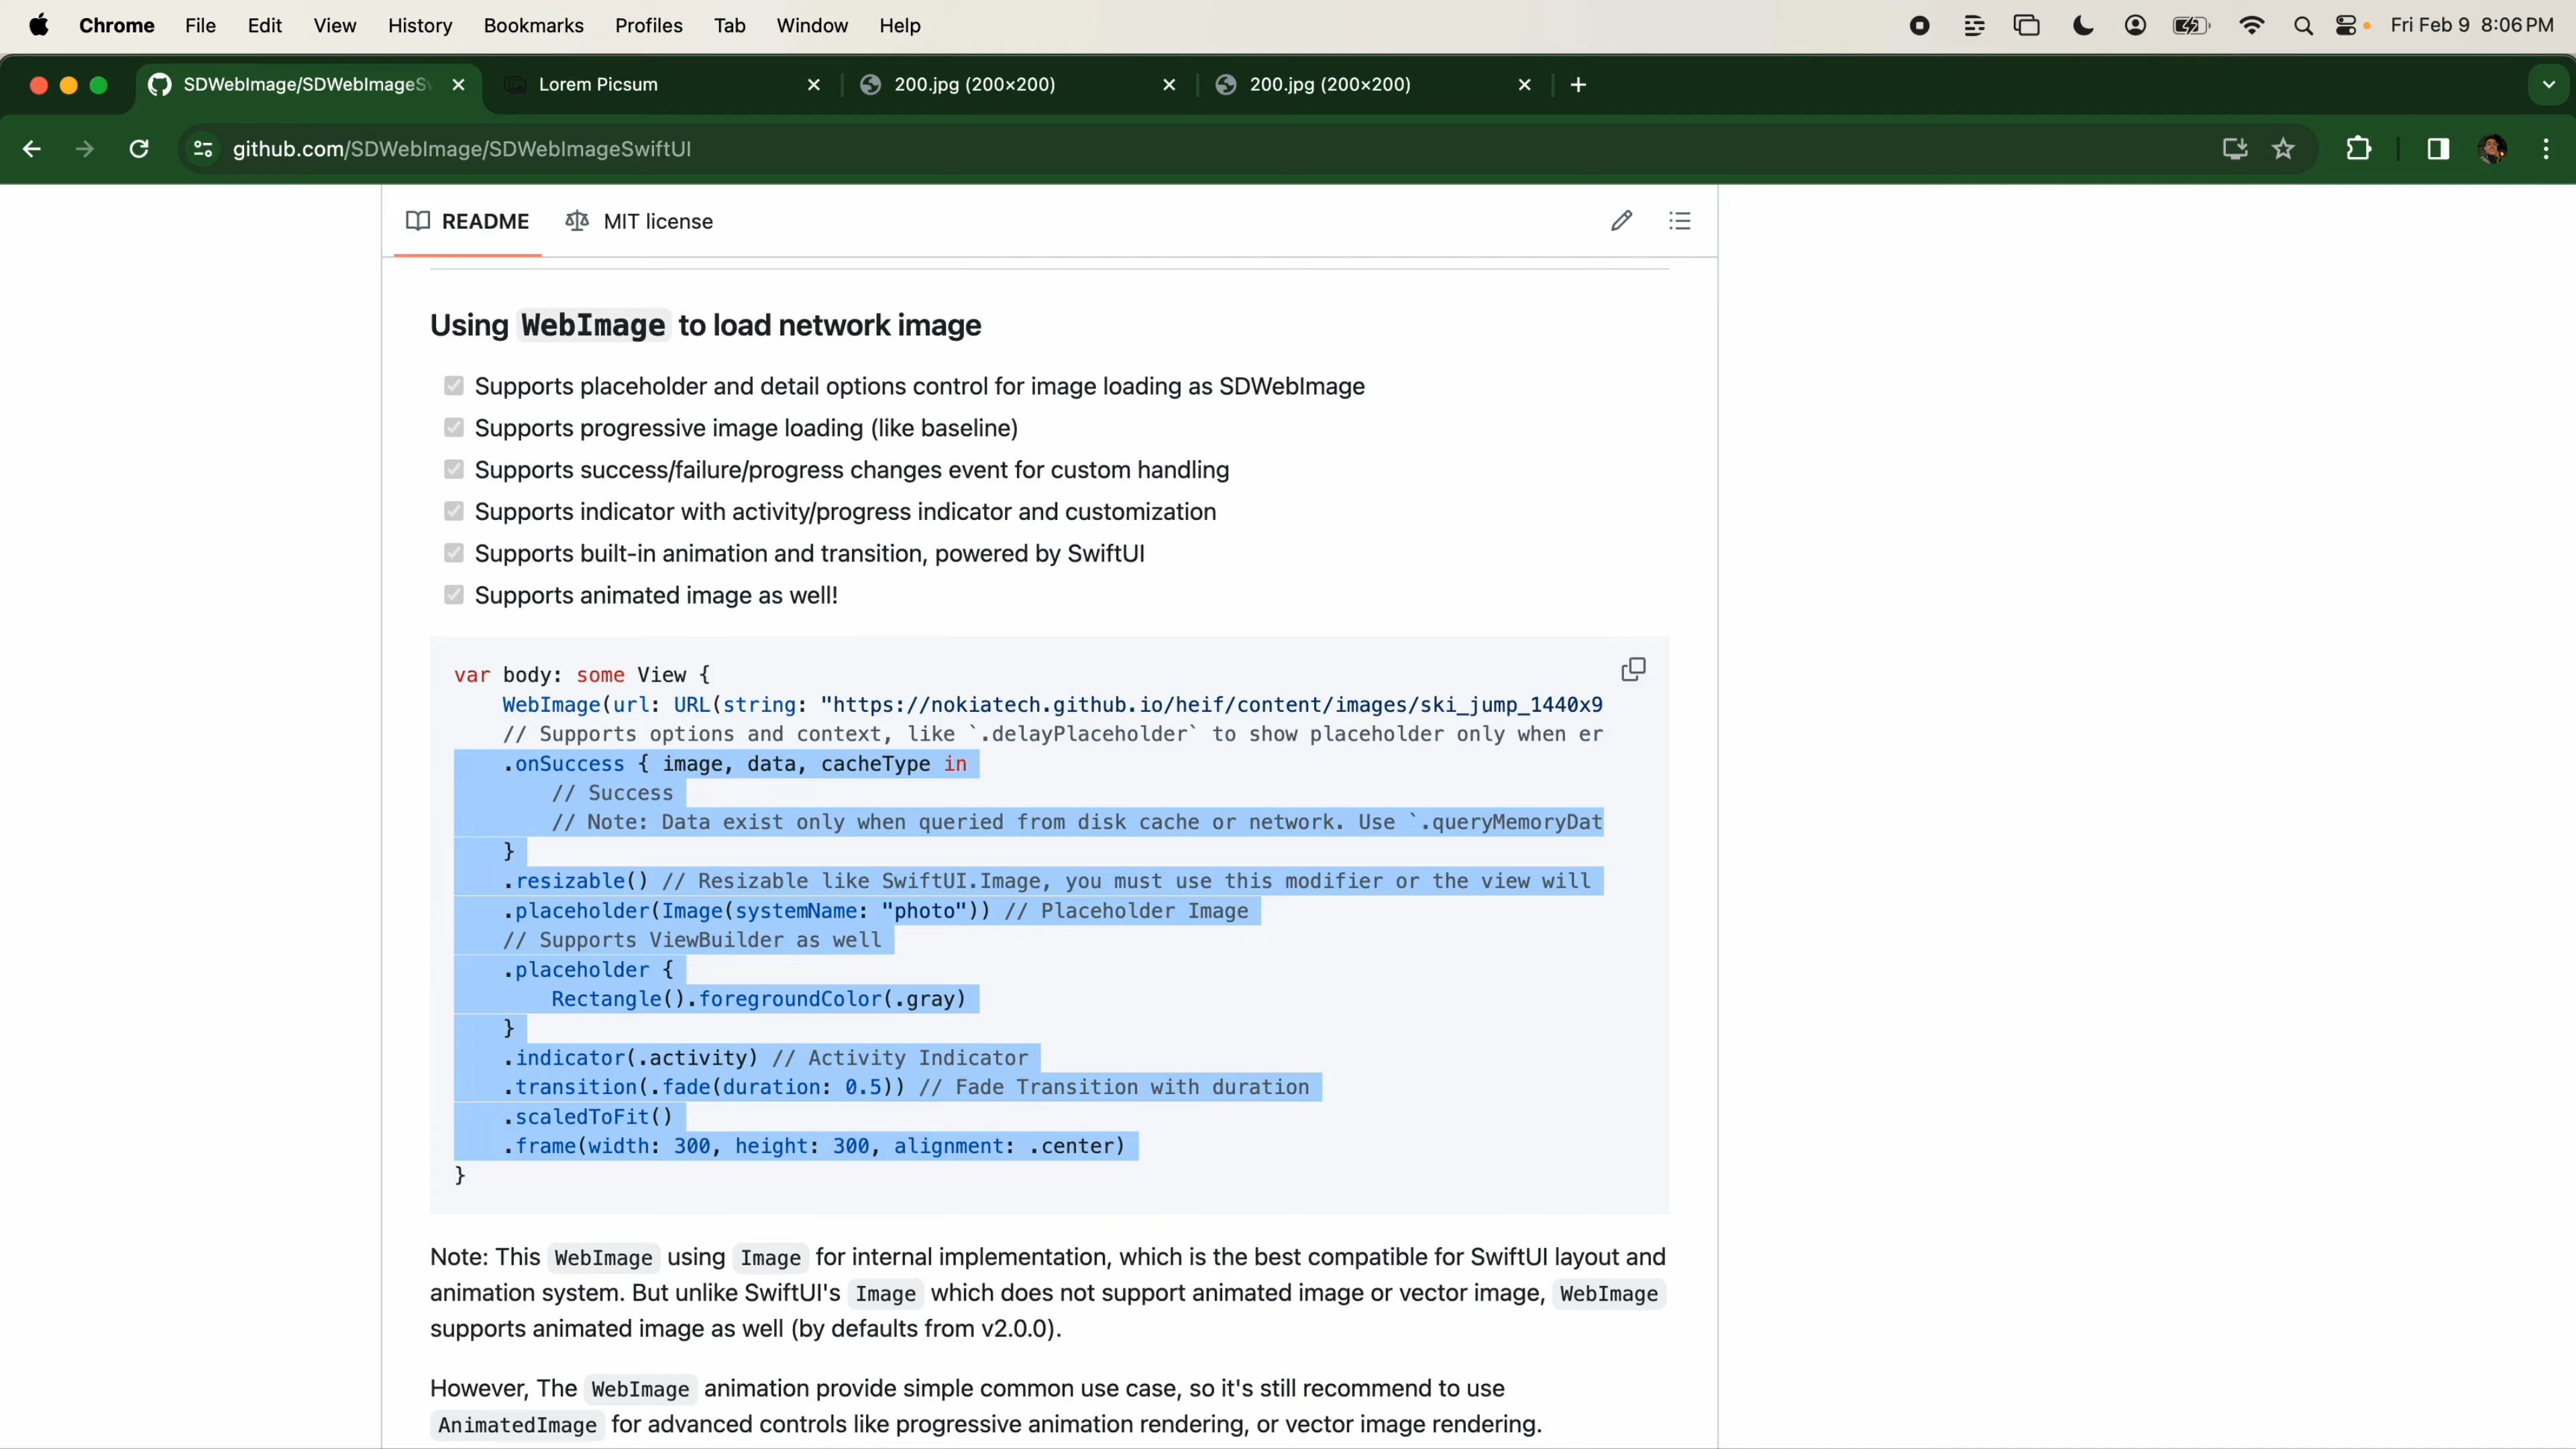 Chrome File Edit View History Bookmarks Profiles Tab Window Help Fri Feb 9 8:06 PM
SDWebImage/SDWebImageSw Lorem Picsum 200.jpg (200×200) 200.jpg (200×200)
github.com/SDWebImage/SDWebImageSwiftUI
README MIT license
Using WebImage to load network image
Supports placeholder and detail options control for image loading as SDWebImage
Supports progressive image loading (like baseline)
Supports success/failure/progress changes event for custom handling
Supports indicator with activity/progress indicator and customization
Supports built-in animation and transition, powered by SwiftUI
Supports animated image as well!
var body: some View {
WebImage(url: URL(string: "https://nokiatech.github.io/heif/content/images/ski_jump_1440x9
// Supports options and context, like `.delayPlaceholder` to show placeholder only when er
.onSuccess { image, data, cacheType in
// Success
// Note: Data exist only when queried from disk cache or network. Use `.queryMemoryDat
}
.resizable() // Resizable like SwiftUI.Image, you must use this modifier or the view will
.placeholder(Image(systemName: "photo")) // Placeholder Image
// Supports ViewBuilder as well
.placeholder {
Rectangle().foregroundColor(.gray)
}
.indicator(.activity) // Activity Indicator
.transition(.fade(duration: 0.5)) // Fade Transition with duration
.scaledToFit()
.frame(width: 300, height: 300, alignment: .center)
}
Note: This WebImage using Image for internal implementation, which is the best compatible for SwiftUI layout and
animation system. But unlike SwiftUI's Image which does not support animated image or vector image, WebImage
supports animated image as well (by defaults from v2.0.0).
However, The WebImage animation provide simple common use case, so it's still recommend to use
AnimatedImage for advanced controls like progressive animation rendering, or vector image rendering.